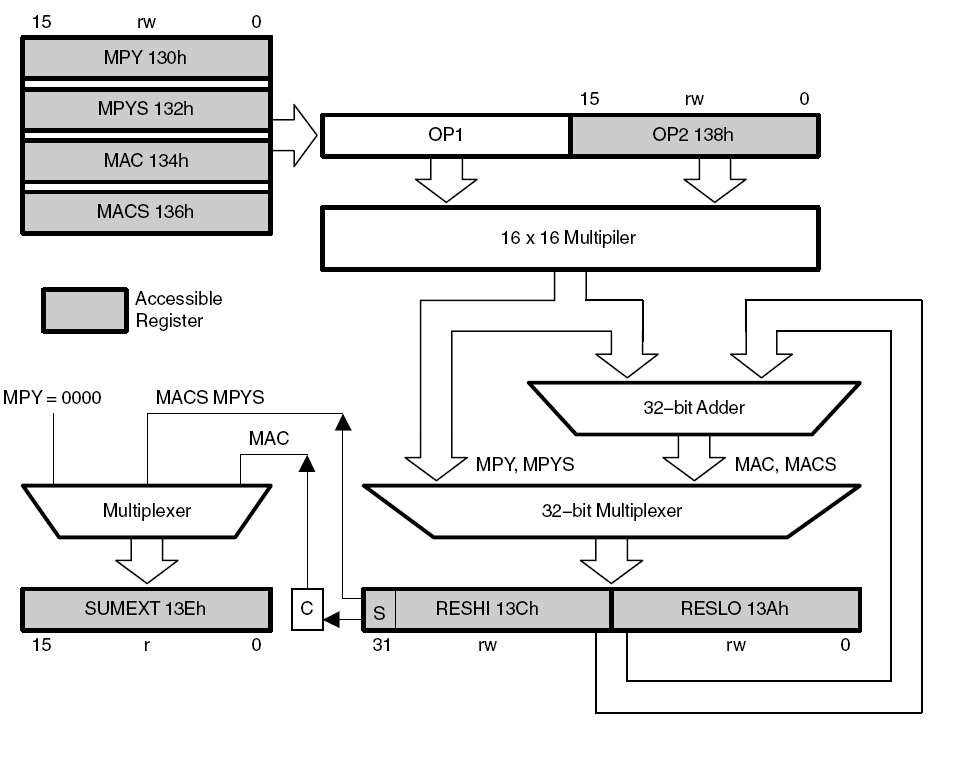 15 rw 0
MPY 130h
MPYS 132h
MAC 134h
MACS 136h
15 rw 0
OP1
OP2 138h
16 x 16 Multipiler
Accessible
Register
MPY = 0000
MACS MPYS
MAC
32–bit Adder
MPY, MPYS
MAC, MACS
Multiplexer
32–bit Multiplexer
SUMEXT 13Eh
C
S
RESHI 13Ch
RESLO 13Ah
15 r 0
31 rw
rw 0